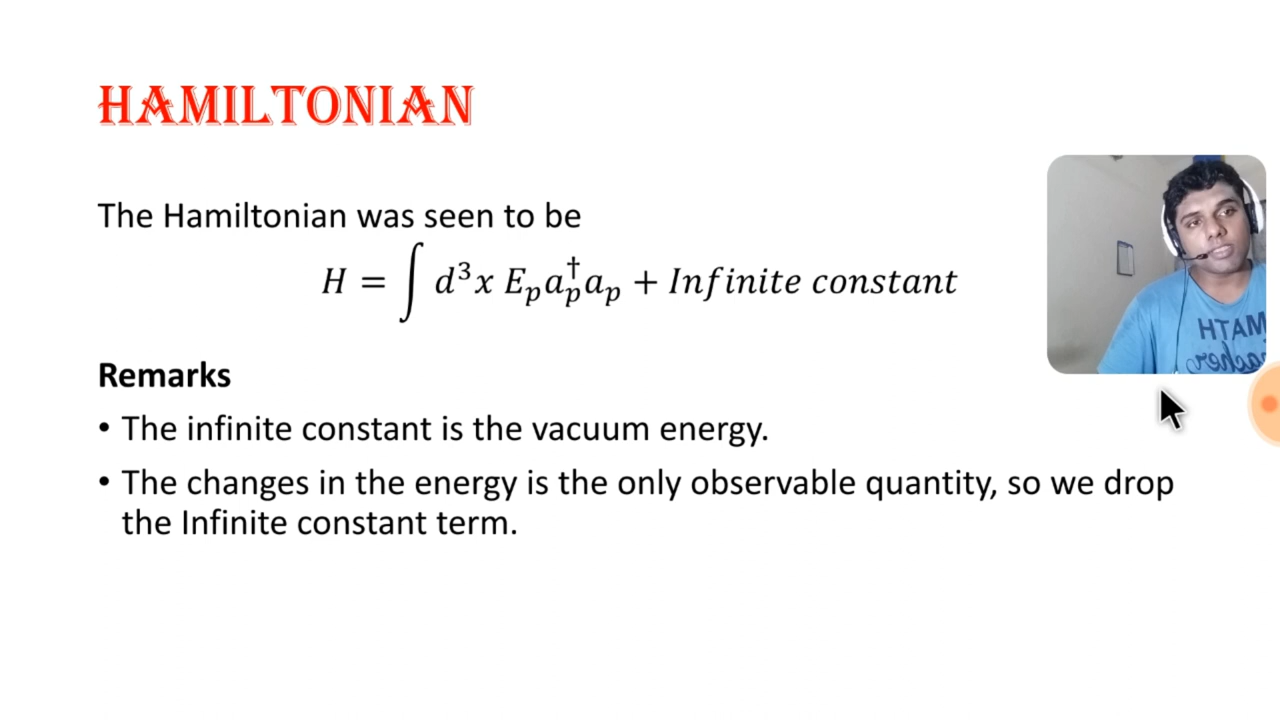 HAMILTONIAN
The Hamiltonian was seen to be
H = ∫ d³x E_p a_p^† a_p + Infinite constant
Remarks
• The infinite constant is the vacuum energy.
• The changes in the energy is the only observable quantity, so we drop
the Infinite constant term.
MATH